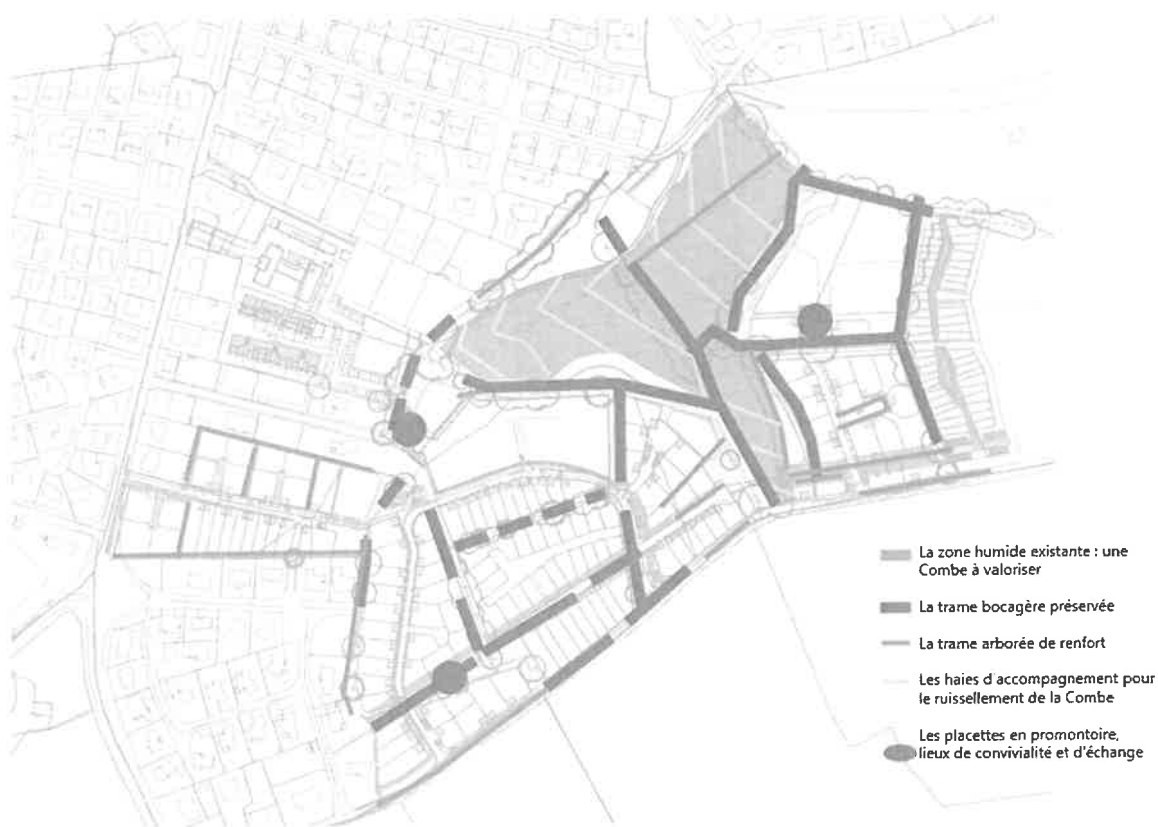 La zone humide existante : une
Combe à valoriser
La trame bocagère préservée
La trame arborée de renfort
Les haies d'accompagnement pour
le ruissellement de la Combe
Les placettes en promontoire,
lieux de convivialité et d'échange